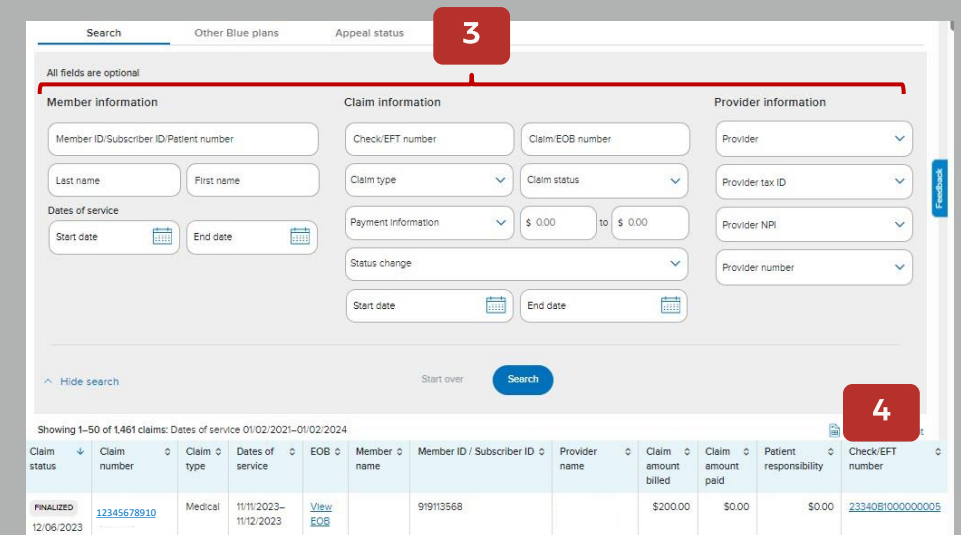 Search Other Blue plans Appeal status
3
All fields are optional
Member information Claim information Provider information
Member ID/Subscriber ID/Patient number Check/EFT number Claim/EOB number Provider
Last name First name Claim type Claim status Provider tax ID
Feedback
Dates of service
Start date End date Payment Information $ 0.00 to $ 0.00 Provider NPI
Status change Provider number
Start date End date
Hide search Start over Search
4
Showing 1–50 of 1,461 claims: Dates of service 01/02/2021–01/02/2024
Claim status Claim number Claim type Dates of service EOB Member name Member ID / Subscriber ID Provider name Claim amount billed Claim amount paid Patient responsibility Check/EFT number
FINALIZED 12345678910 Medical 11/11/2023– View 919113568 $200.00 $0.00 $0.00 23340B1000000005
12/06/2023 11/12/2023 EOB